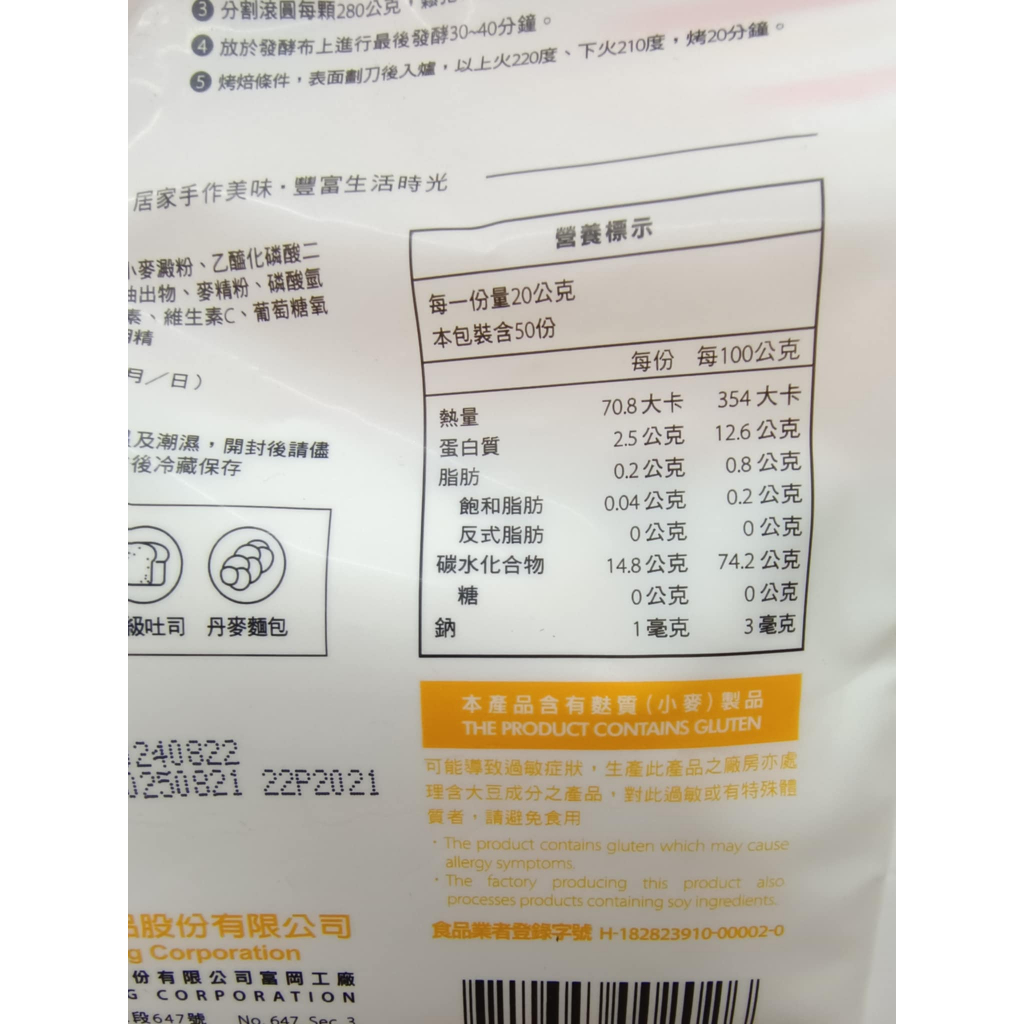 ③ 分割滾圓每顆280公克，
④ 放於發酵布上進行最後發酵30~40分鐘。
⑤ 烤焙條件，表面劃刀後入爐，以上火220度、下火210度，烤20分鐘。
居家手作美味・豐富生活時光
小麥澱粉、乙醯化磷酸二
出物、麥精粉、磷酸氫
素、維生素C、葡萄糖氧
精
月／日）
及潮濕，開封後請儘
後冷藏保存
級吐司 丹麥麵包
營養標示
每一份量20公克
本包裝含50份
每份 每100公克
熱量 70.8大卡 354大卡
蛋白質 2.5公克 12.6公克
脂肪 0.2公克 0.8公克
飽和脂肪 0.04公克 0.2公克
反式脂肪 0公克 0公克
碳水化合物 14.8公克 74.2公克
糖 0公克 0公克
鈉 1毫克 3毫克
本產品含有麩質(小麥)製品
THE PRODUCT CONTAINS GLUTEN
可能導致過敏症狀，生產此產品之廠房亦處
理含大豆成分之產品，對此過敏或有特殊體
質者，請避免食用
・The product contains gluten which may cause
allergy symptoms.
・The factory producing this product also
processes products containing soy ingredients.
食品業者登錄字號 H-182823910-00002-0
240822
0250821 22P2021
股份有限公司
g Corporation
份有限公司富岡工廠
G CORPORATION
段647號 No.647, Sec. 3